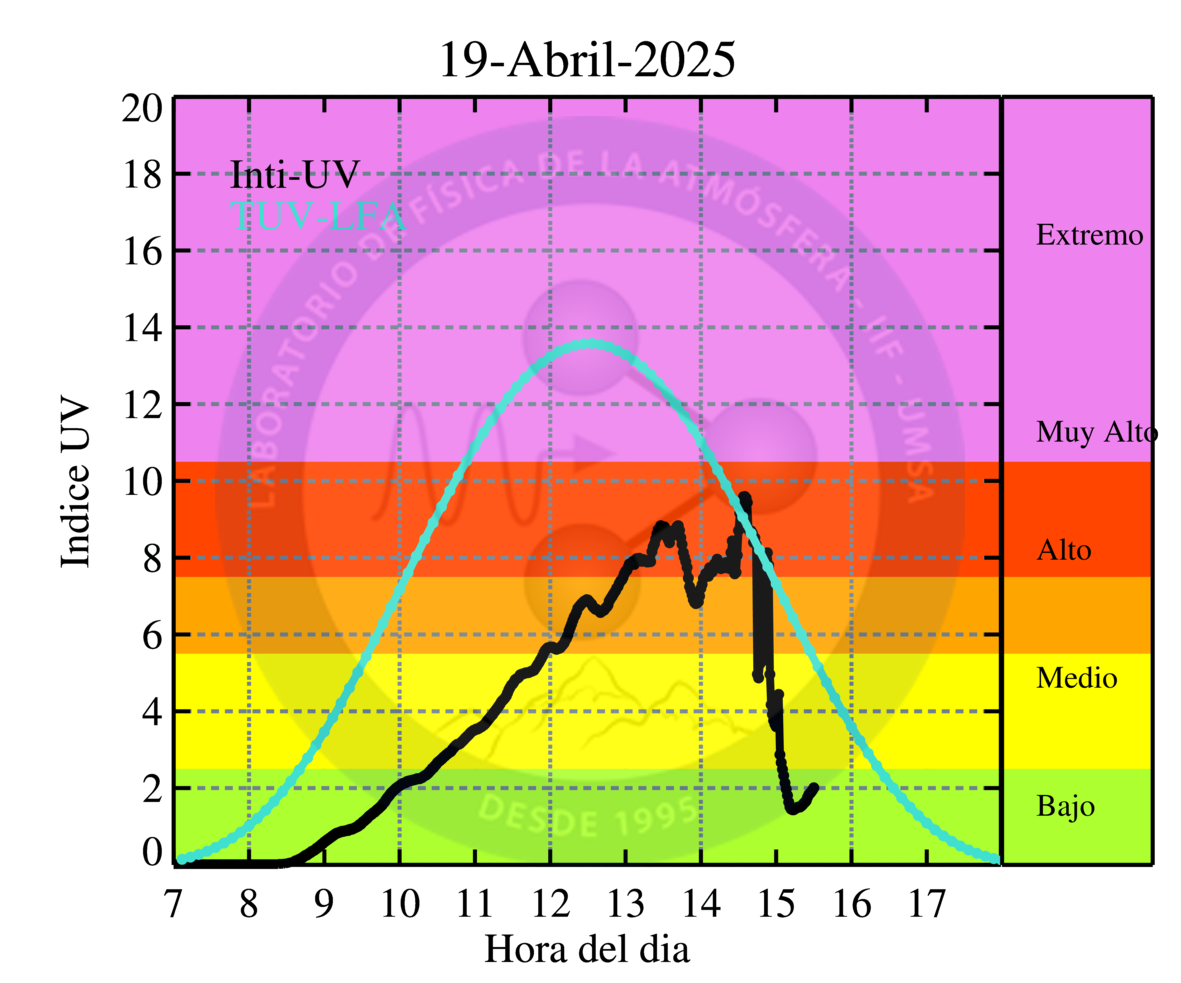 19-Abril-2025
20
18
16
14
12
10
8
6
4
2
0
Indice UV
Inti-UV
TUV-LFA
LABORATORIO DE FÍSICA DE LA ATMÓSFERA - IIF - UMSA
DESDE 1995
Extremo
Muy Alto
Alto
Medio
Bajo
7 8 9 10 11 12 13 14 15 16 17
Hora del dia